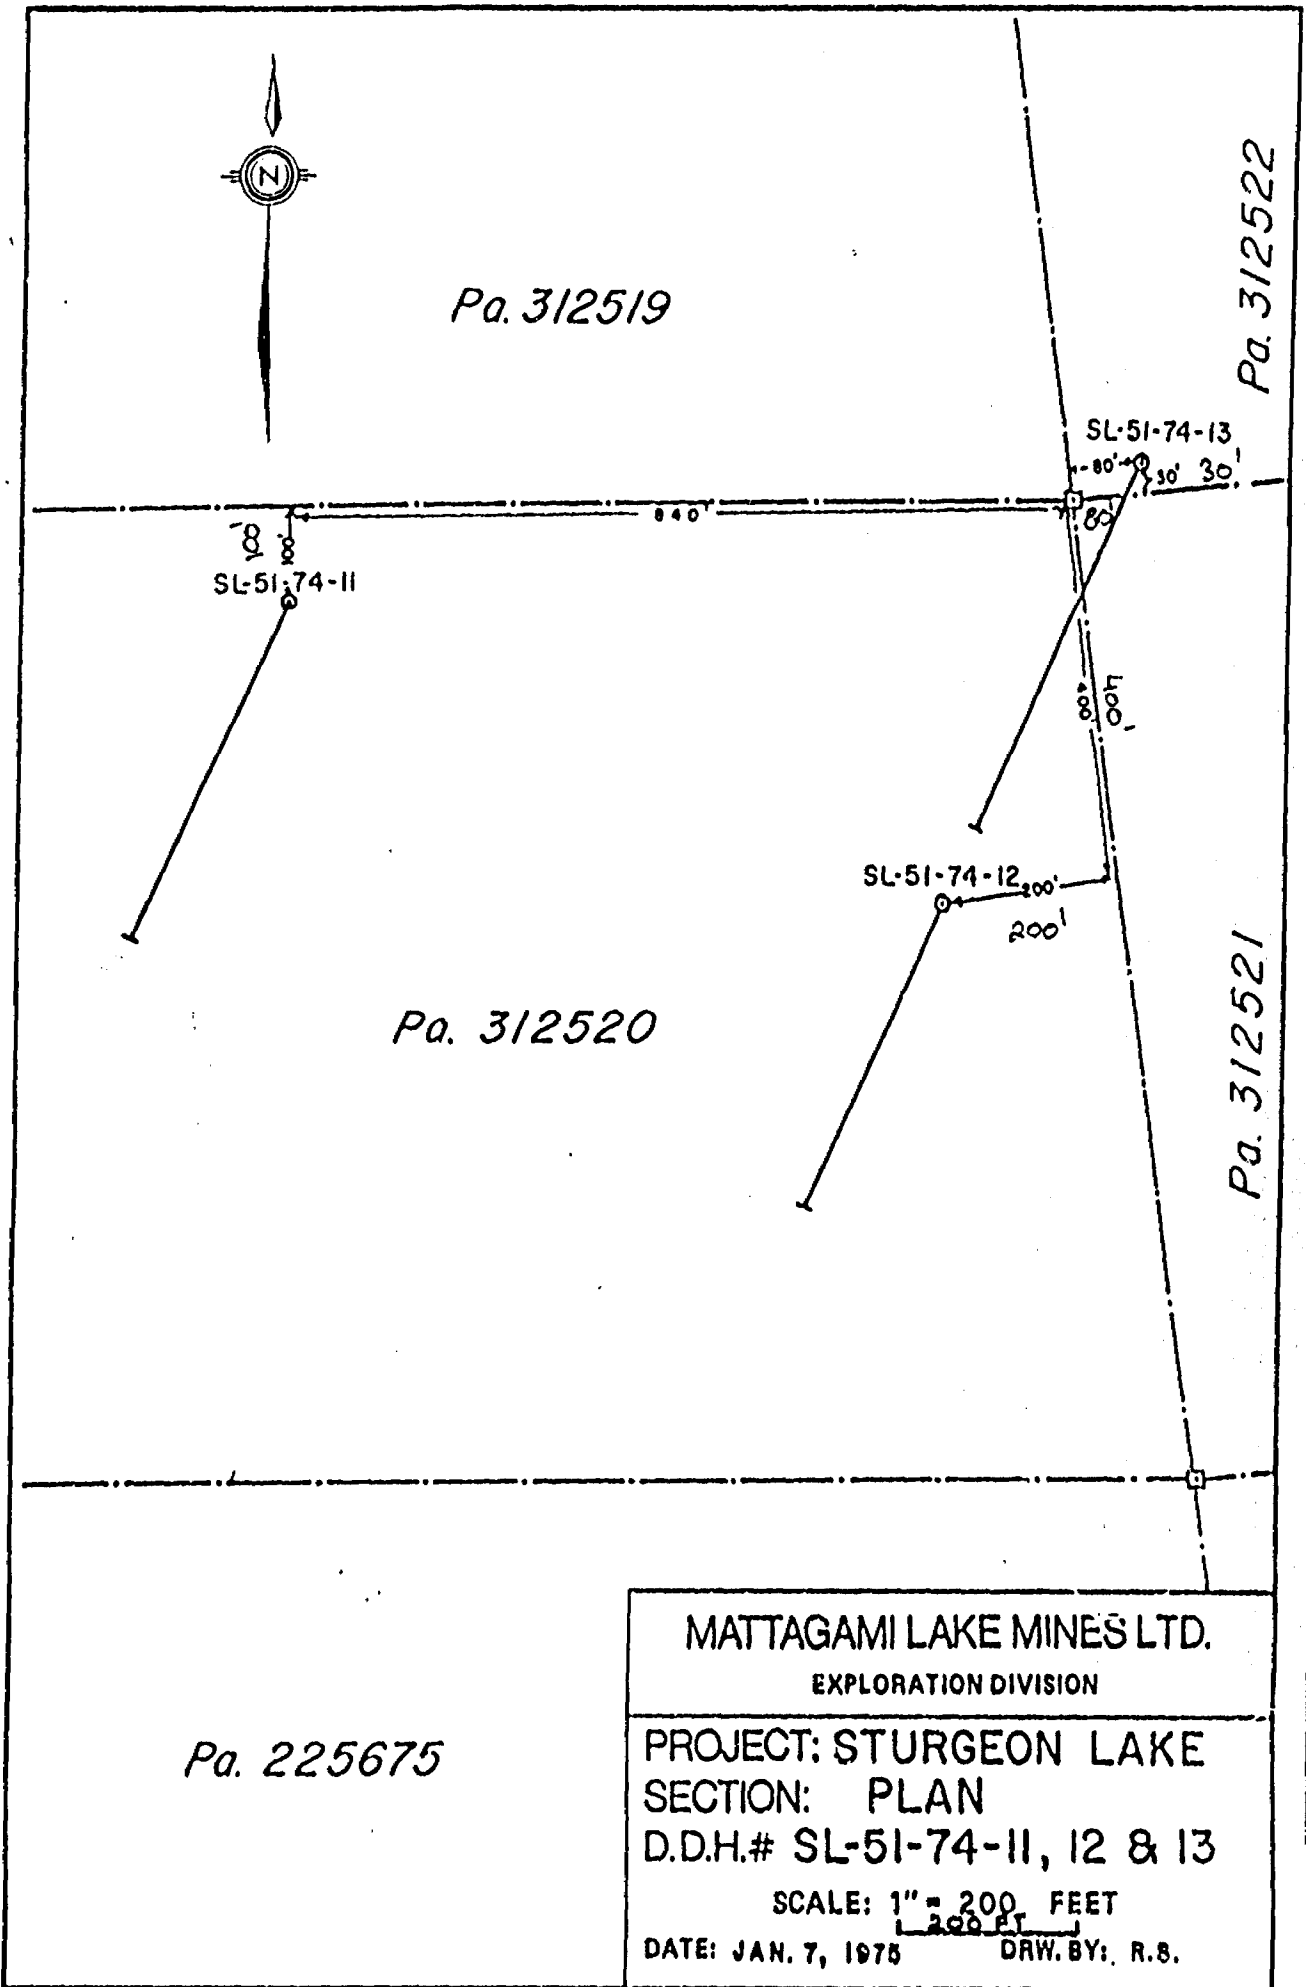 N
Pa. 312519
Pa. 312522
SL-51-74-13
80'
30'
30'
840'
80'
100'
100'
SL-51-74-11
400'
400'
SL-51-74-12
200'
200'
Pa. 312520
Pa. 312521
Pa. 225675
MATTAGAMI LAKE MINES LTD.
EXPLORATION DIVISION
PROJECT: STURGEON LAKE
SECTION: PLAN
D.D.H.# SL-51-74-11, 12 & 13
SCALE: 1" = 200 FEET
200 FT
DATE: JAN. 7, 1975 DRW. BY: R.S.